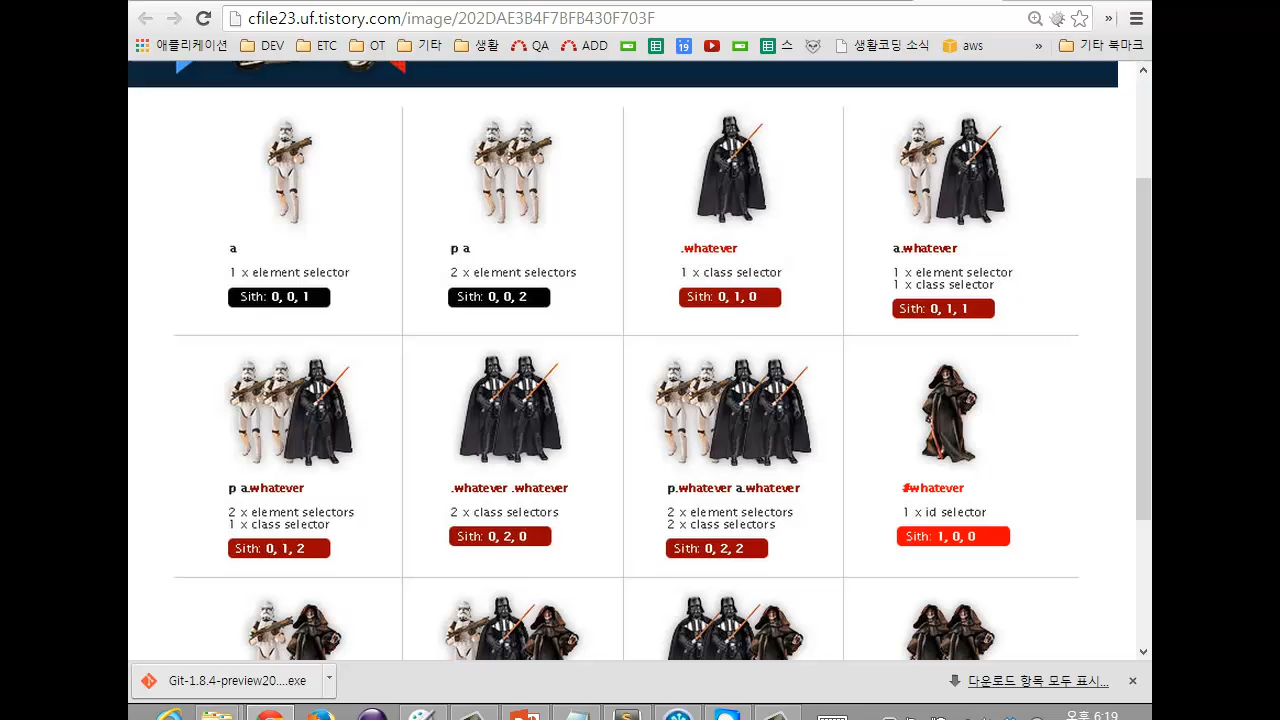 cfile23.uf.tistory.com/image/202DAE3B4F7BFB430F703F
애플리케이션 DEV ETC OT 기타 생활 QA ADD 19 스 생활코딩 소식 aws » 기타 북마크
a
1 x element selector
Sith: 0, 0, 1
p a
2 x element selectors
Sith: 0, 0, 2
.whatever
1 x class selector
Sith: 0, 1, 0
a.whatever
1 x element selector
1 x class selector
Sith: 0, 1, 1
p a.whatever
2 x element selectors
1 x class selector
Sith: 0, 1, 2
.whatever .whatever
2 x class selectors
Sith: 0, 2, 0
p.whatever a.whatever
2 x element selectors
2 x class selectors
Sith: 0, 2, 2
#whatever
1 x id selector
Sith: 1, 0, 0
Git-1.8.4-preview20....exe
다운로드 항목 모두 표시...
오후 6:19